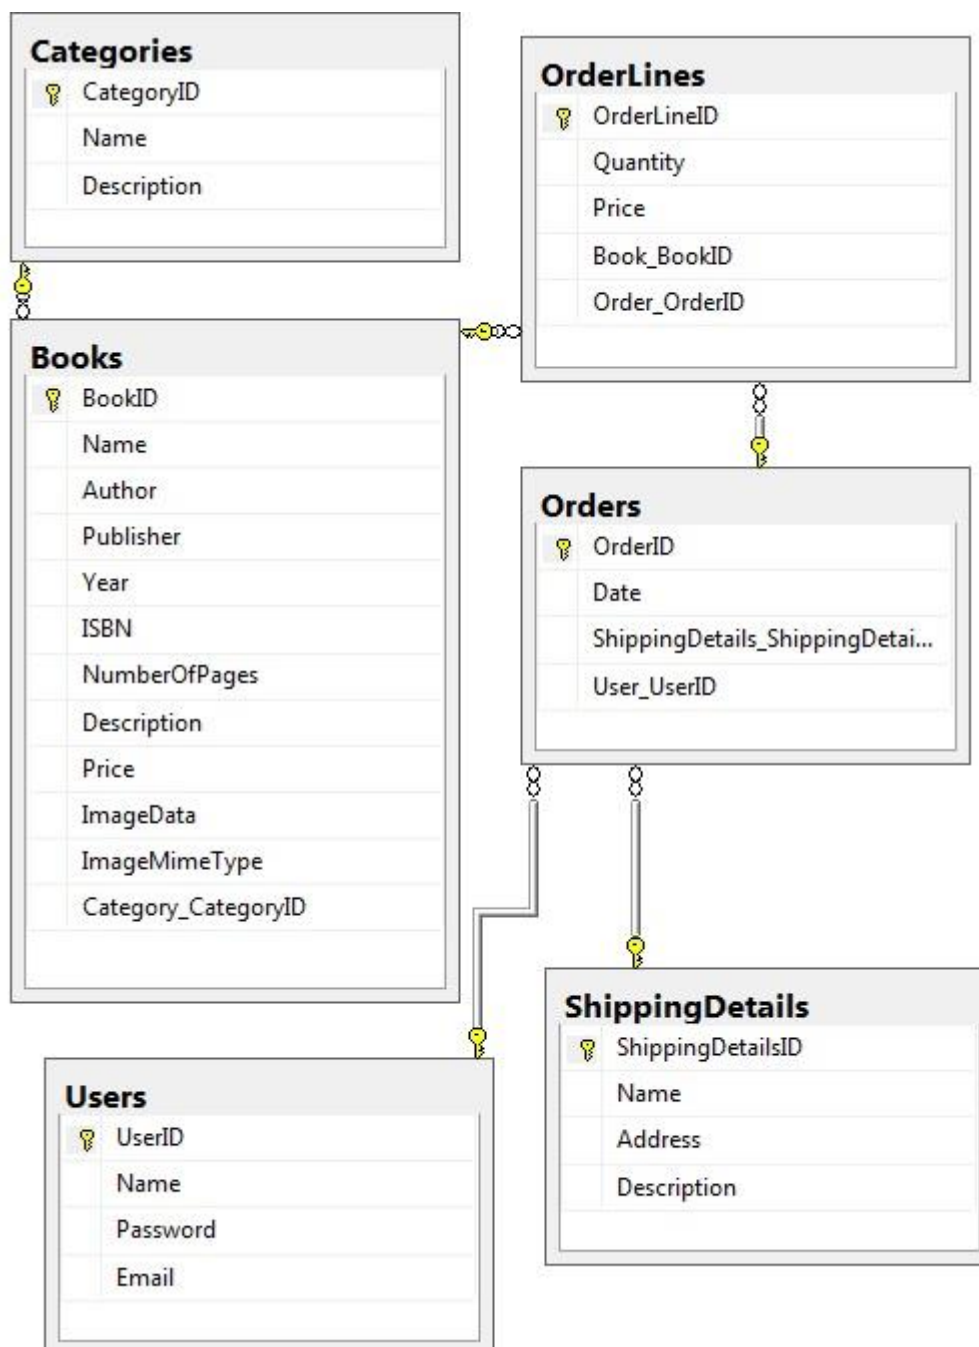 Categories
CategoryID
Name
Description
OrderLines
OrderLineID
Quantity
Price
Book_BookID
Order_OrderID
Books
BookID
Name
Author
Publisher
Year
ISBN
NumberOfPages
Description
Price
ImageData
ImageMimeType
Category_CategoryID
Orders
OrderID
Date
ShippingDetails_ShippingDetai...
User_UserID
Users
UserID
Name
Password
Email
ShippingDetails
ShippingDetailsID
Name
Address
Description